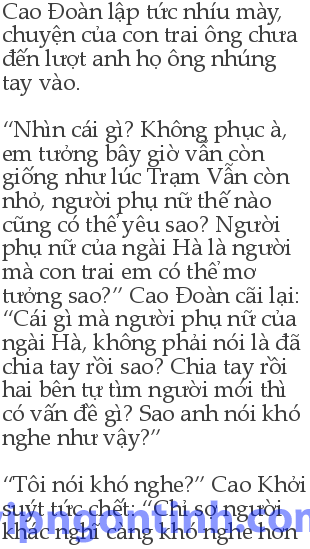 Cao Đoàn lập tức nhíu mày,
chuyện của con trai ông chưa
đến lượt anh họ ông nhúng
tay vào.
“Nhìn cái gì? Không phục à,
em tưởng bây giờ vẫn còn
giống như lúc Trạm Vẫn còn
nhỏ, người phụ nữ thế nào
cũng có thể yêu sao? Người
phụ nữ của ngài Hà là người
mà con trai em có thể mơ
tưởng sao?” Cao Đoàn cãi lại:
“Cái gì mà người phụ nữ của
ngài Hà, không phải nói là đã
chia tay rồi sao? Chia tay rồi
hai bên tự tìm người mới thì
có vấn đề gì? Sao anh nói khó
nghe như vậy?”
“Tôi nói khó nghe?” Cao Khởi
suýt tức chết: “Chỉ sợ người
khác nghĩ càng khó nghe hơn
vipngontinh.com